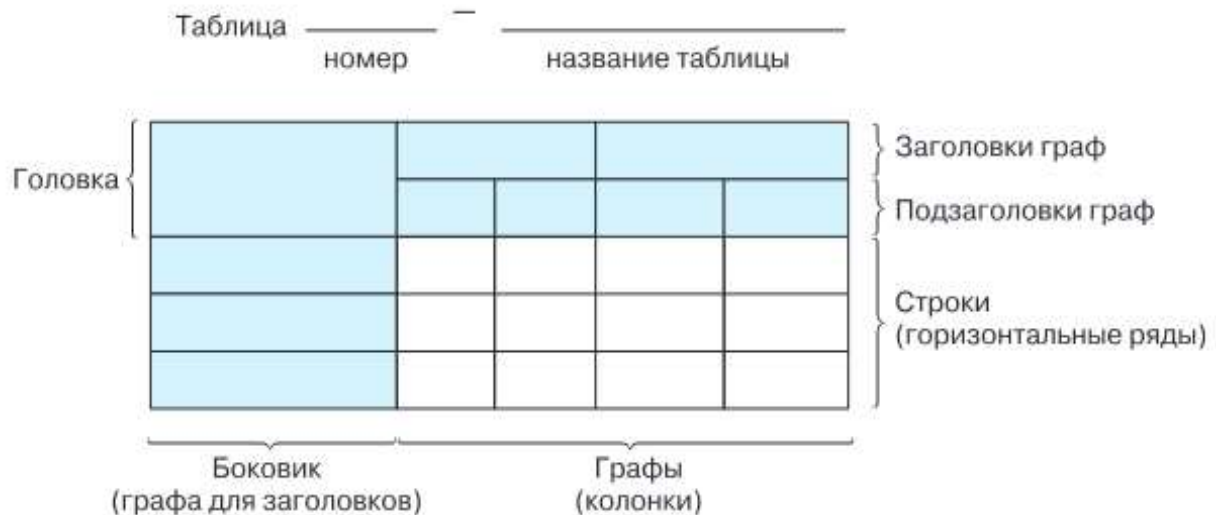 Таблица —
номер название таблицы
Головка
Заголовки граф
Подзаголовки граф
Строки
(горизонтальные ряды)
Боковик
(графа для заголовков)
Графы
(колонки)